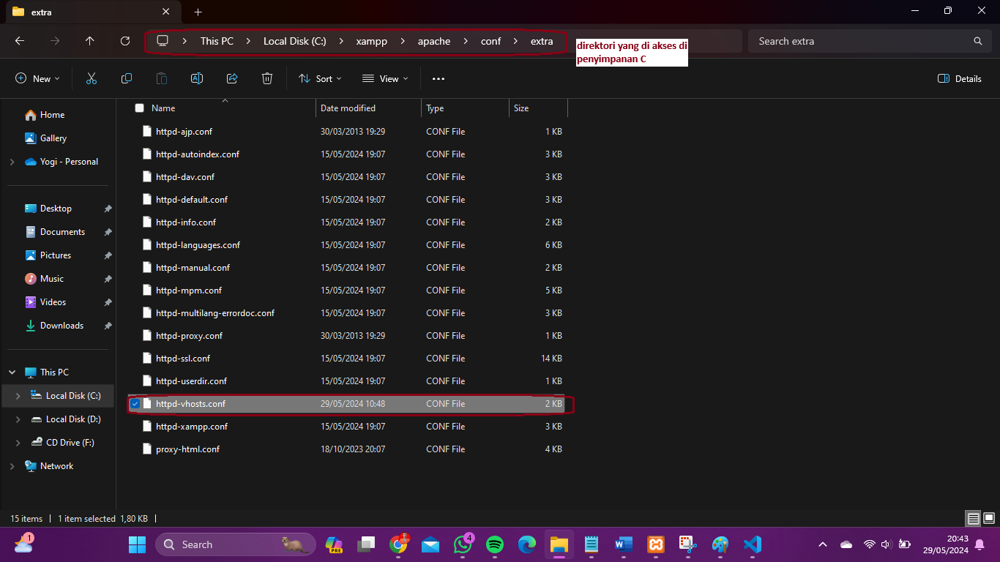 extra
This PC
Local Disk (C:)
xampp
apache
conf
extra
direktori yang di akses di
penyimpanan C
Search extra
New
Sort
View
Details
Name
Date modified
Type
Size
Home
Gallery
Yogi - Personal
Desktop
Documents
Pictures
Music
Videos
Downloads
This PC
Local Disk (C:)
Local Disk (D:)
CD Drive (F:)
Network
httpd-ajp.conf 30/03/2013 19:29 CONF File 1 KB
httpd-autoindex.conf 15/05/2024 19:07 CONF File 3 KB
httpd-dav.conf 15/05/2024 19:07 CONF File 3 KB
httpd-default.conf 15/05/2024 19:07 CONF File 3 KB
httpd-info.conf 15/05/2024 19:07 CONF File 2 KB
httpd-languages.conf 15/05/2024 19:07 CONF File 6 KB
httpd-manual.conf 15/05/2024 19:07 CONF File 2 KB
httpd-mpm.conf 15/05/2024 19:07 CONF File 5 KB
httpd-multilang-errordoc.conf 15/05/2024 19:07 CONF File 3 KB
httpd-proxy.conf 30/03/2013 19:29 CONF File 1 KB
httpd-ssl.conf 15/05/2024 19:07 CONF File 14 KB
httpd-userdir.conf 15/05/2024 19:07 CONF File 1 KB
httpd-vhosts.conf 29/05/2024 10:48 CONF File 2 KB
httpd-xampp.conf 15/05/2024 19:07 CONF File 3 KB
proxy-html.conf 18/10/2023 20:07 CONF File 4 KB
15 items
1 item selected 1,80 KB
1
Search
PRE
4
20:43
29/05/2024